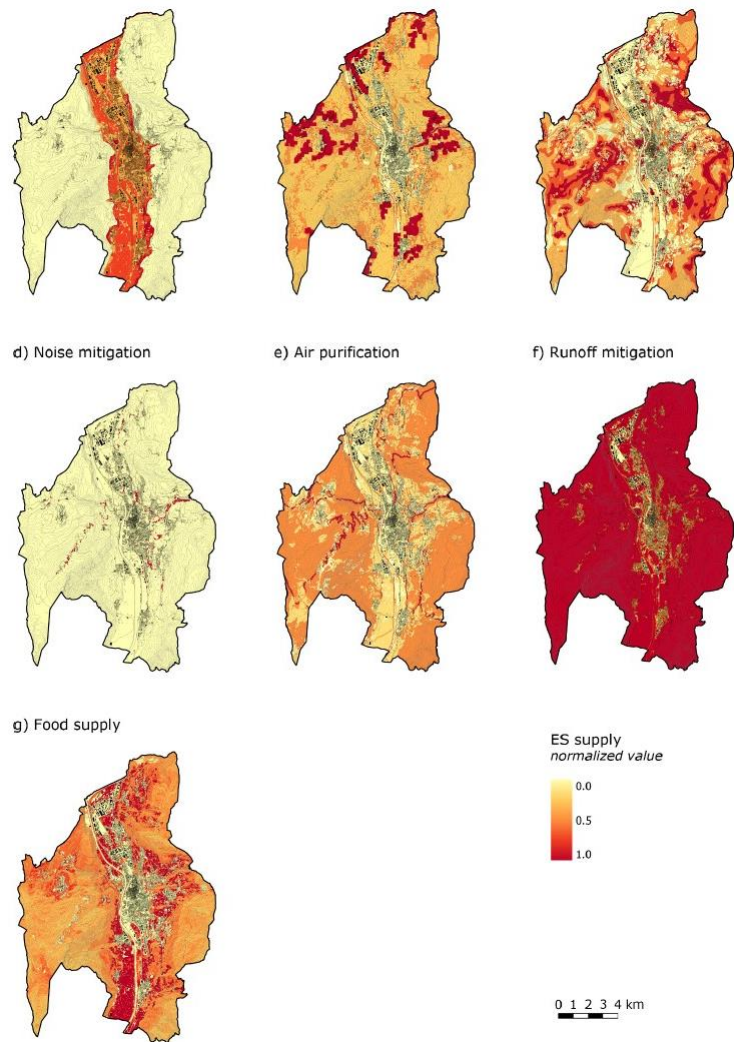 d) Noise mitigation
e) Air purification
f) Runoff mitigation
g) Food supply
ES supply
normalized value
0.0
0.5
1.0
0 1 2 3 4 km